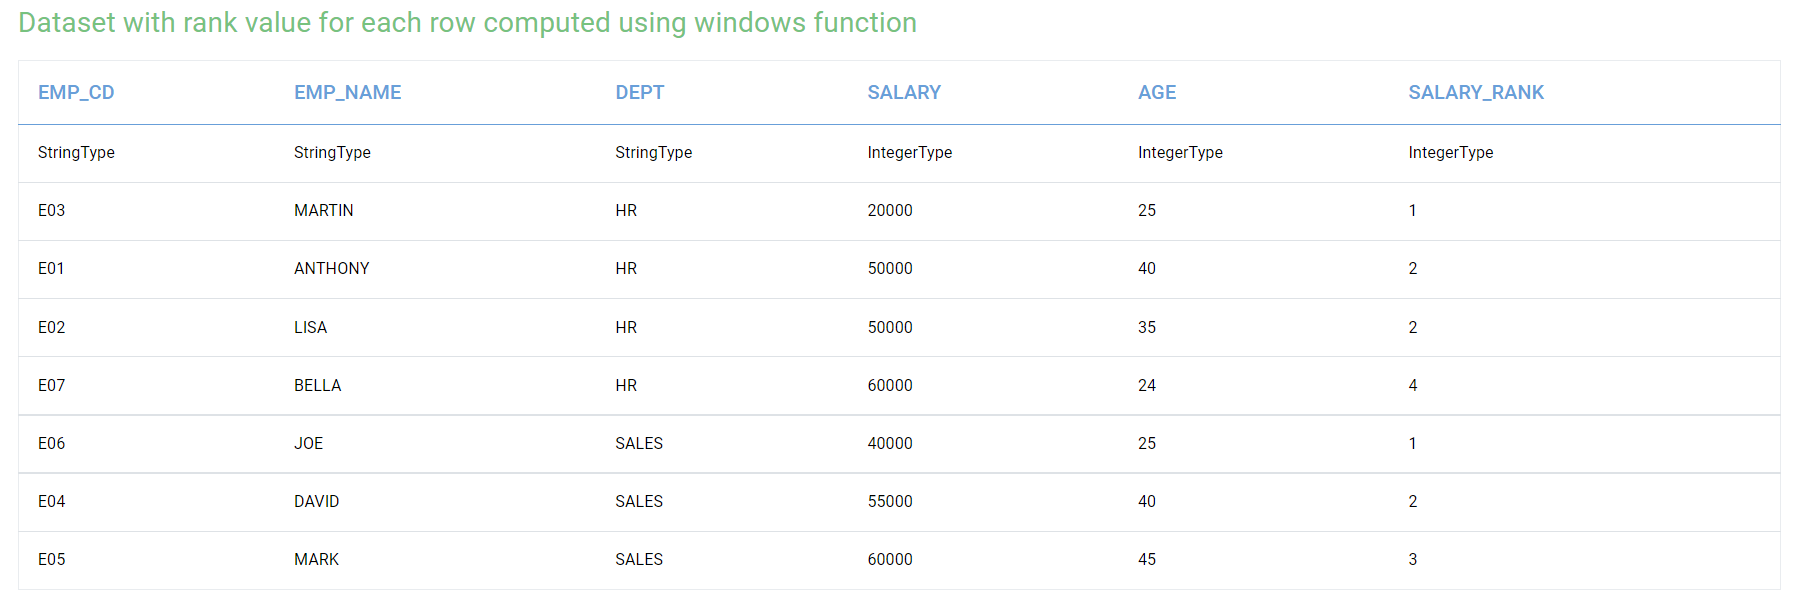 Dataset with rank value for each row computed using windows function
EMP_CD EMP_NAME DEPT SALARY AGE SALARY_RANK
StringType StringType StringType IntegerType IntegerType IntegerType
E03 MARTIN HR 20000 25 1
E01 ANTHONY HR 50000 40 2
E02 LISA HR 50000 35 2
E07 BELLA HR 60000 24 4
E06 JOE SALES 40000 25 1
E04 DAVID SALES 55000 40 2
E05 MARK SALES 60000 45 3